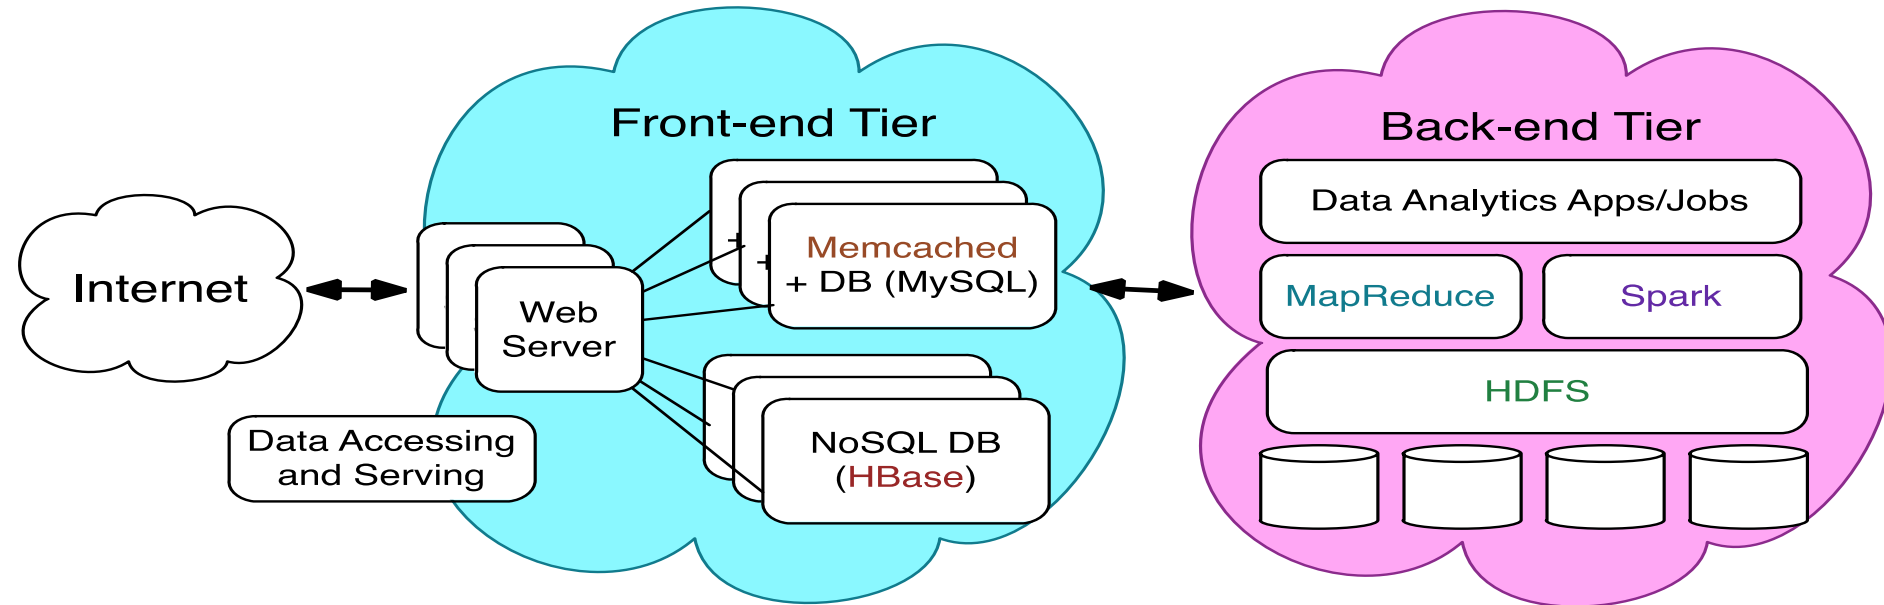 Front-end Tier
Back-end Tier
Internet
Web
Server
Memcached
+ DB (MySQL)
+
+
NoSQL DB
(HBase)
Data Accessing
and Serving
Data Analytics Apps/Jobs
MapReduce
Spark
HDFS